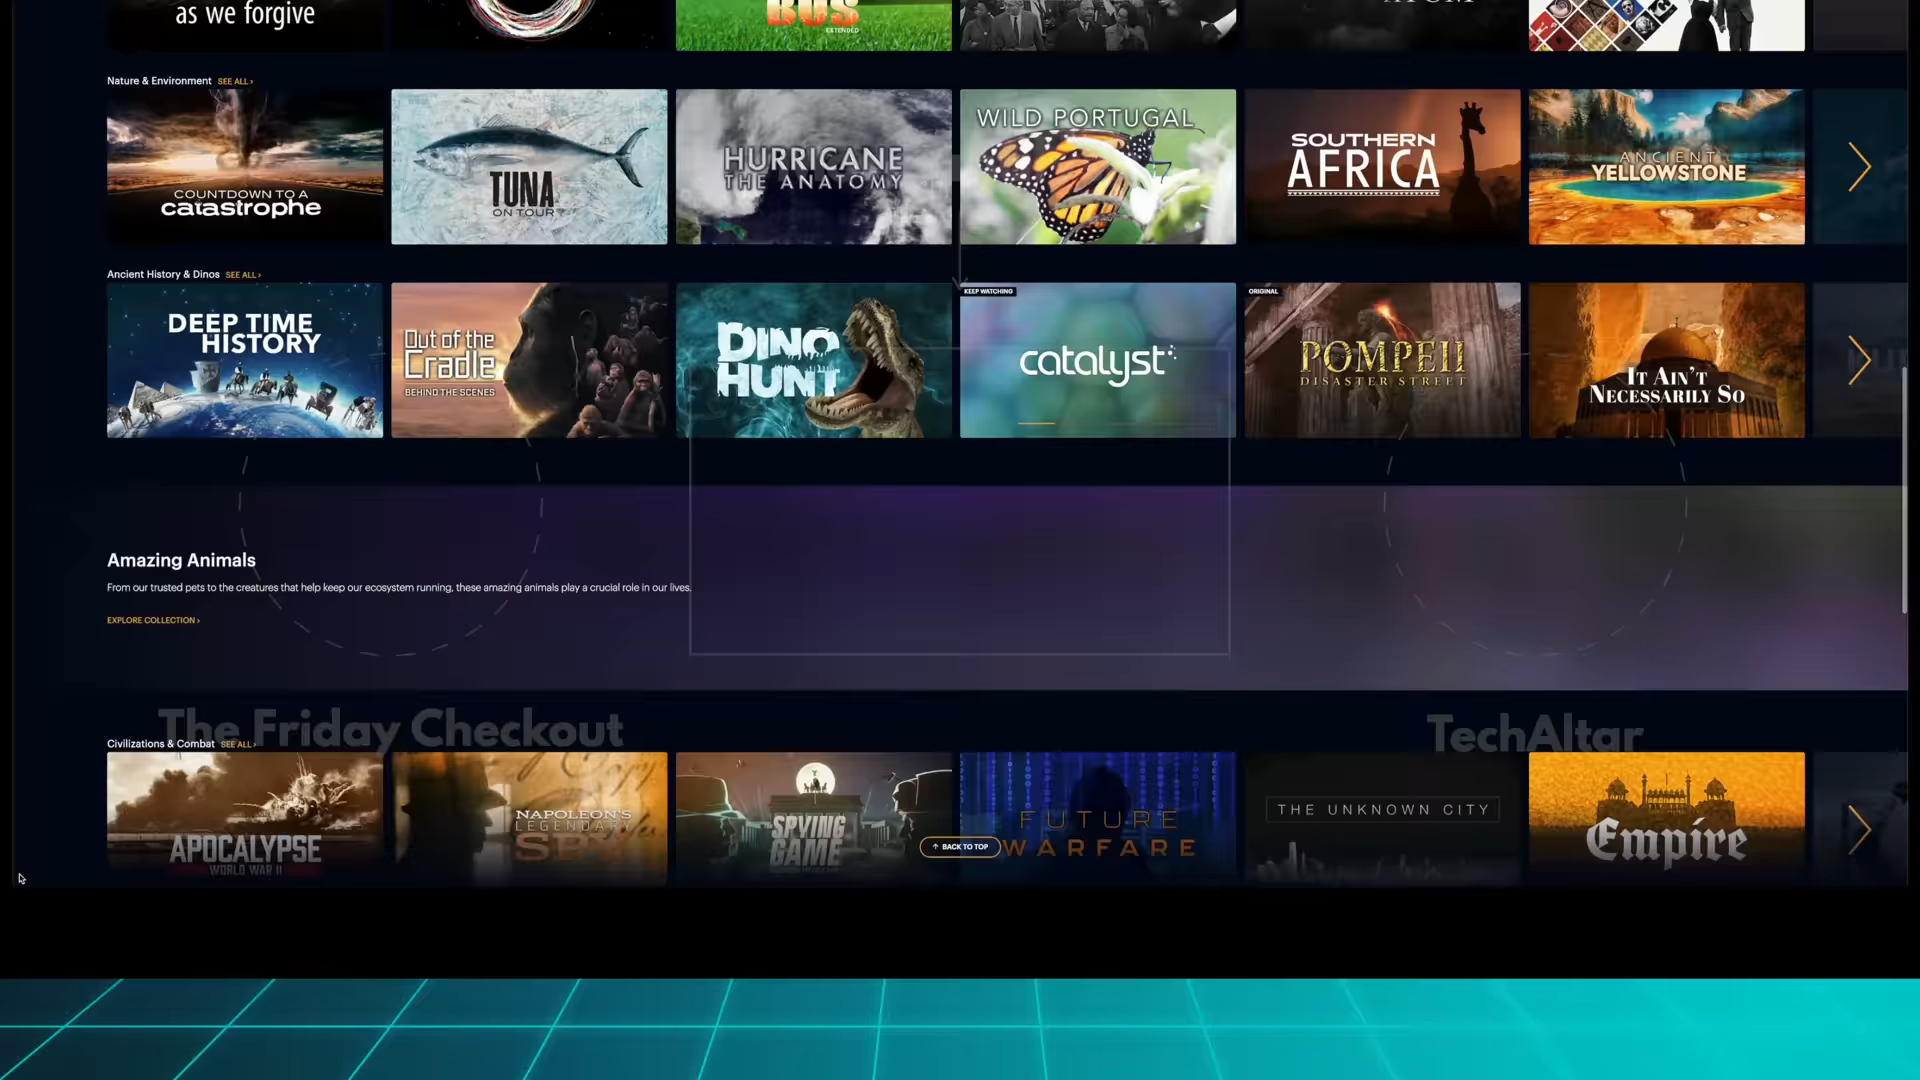 as we forgive
BUS
EXTENDED
Nature & Environment SEE ALL ›
COUNTDOWN TO A
catastrophe
TUNA
ON TOUR
HURRICANE
THE ANATOMY
WILD PORTUGAL
SOUTHERN
AFRICA
ANCIENT
YELLOWSTONE
Ancient History & Dinos SEE ALL ›
DEEP TIME
HISTORY
Out of the
Cradle
BEHIND THE SCENES
DINO
HUNT
KEEP WATCHING
catalyst
ORIGINAL
POMPEII
DISASTER STREET
IT AIN'T
NECESSARILY SO
Amazing Animals
From our trusted pets to the creatures that help keep our ecosystem running, these amazing animals play a crucial role in our lives.
EXPLORE COLLECTION ›
The Friday Checkout
TechAltar
Civilizations & Combat SEE ALL ›
APOCALYPSE
WORLD WAR II
NAPOLEON'S
LEGENDARY
SPY
SPYING
GAME
FUTURE
WARFARE
THE UNKNOWN CITY
Empire
↑ BACK TO TOP